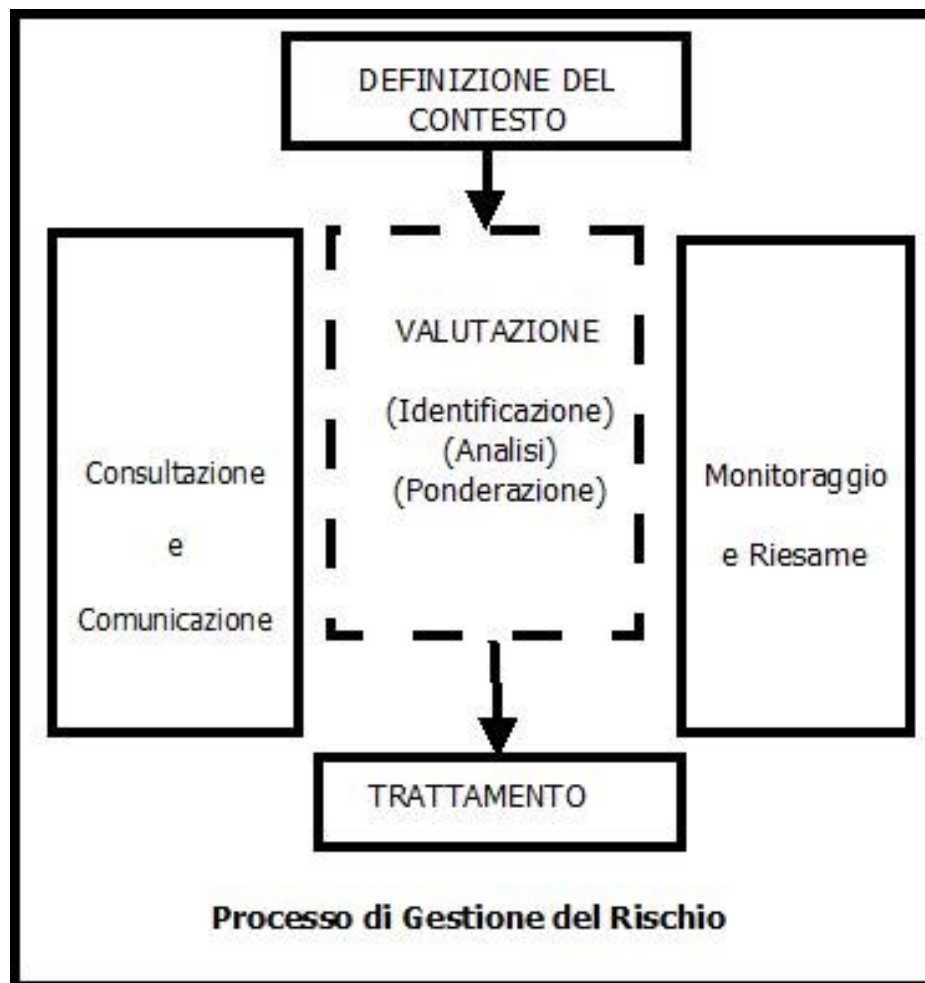 DEFINIZIONE DEL
CONTESTO
VALUTAZIONE
(Identificazione)
(Analisi)
(Ponderazione)
Consultazione
e
Comunicazione
Monitoraggio
e Riesame
TRATTAMENTO
Processo di Gestione del Rischio